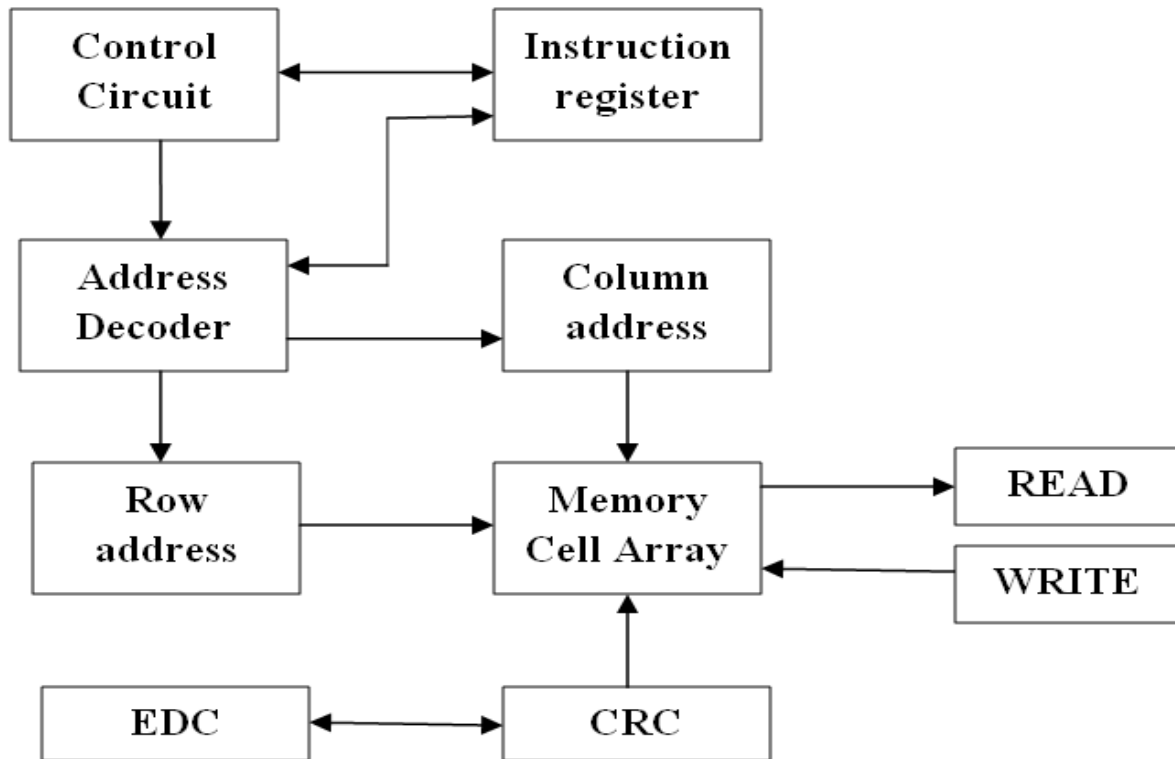 Control
Circuit
Instruction
register
Address
Decoder
Column
address
Row
address
Memory
Cell Array
READ
WRITE
EDC
CRC